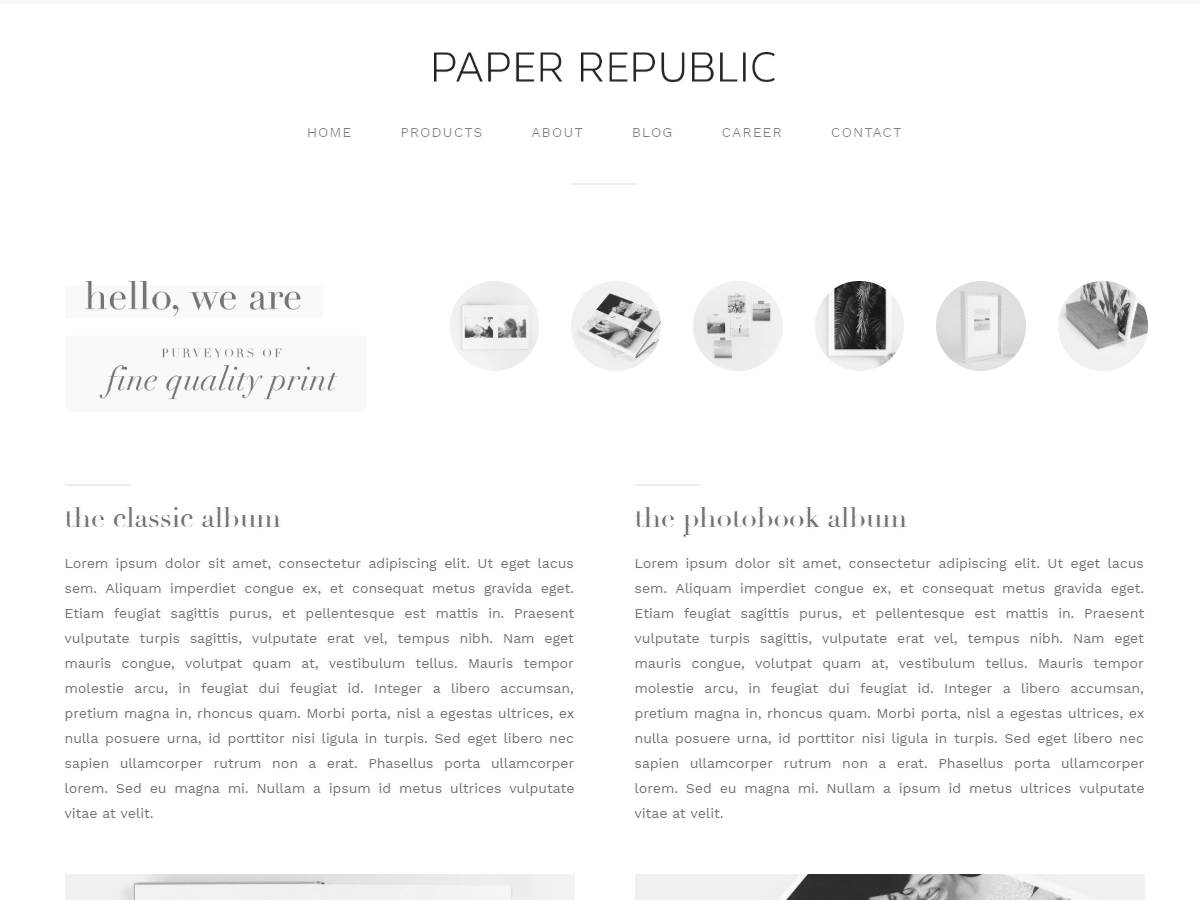 PAPER REPUBLIC
HOME PRODUCTS ABOUT BLOG CAREER CONTACT
hello, we are
PURVEYORS OF
fine quality print
the classic album
Lorem ipsum dolor sit amet, consectetur adipiscing elit. Ut eget lacus
sem. Aliquam imperdiet congue ex, et consequat metus gravida eget.
Etiam feugiat sagittis purus, et pellentesque est mattis in. Praesent
vulputate turpis sagittis, vulputate erat vel, tempus nibh. Nam eget
mauris congue, volutpat quam at, vestibulum tellus. Mauris tempor
molestie arcu, in feugiat dui feugiat id. Integer a libero accumsan,
pretium magna in, rhoncus quam. Morbi porta, nisl a egestas ultrices, ex
nulla posuere urna, id porttitor nisi ligula in turpis. Sed eget libero nec
sapien ullamcorper rutrum non a erat. Phasellus porta ullamcorper
lorem. Sed eu magna mi. Nullam a ipsum id metus ultrices vulputate
vitae at velit.
the photobook album
Lorem ipsum dolor sit amet, consectetur adipiscing elit. Ut eget lacus
sem. Aliquam imperdiet congue ex, et consequat metus gravida eget.
Etiam feugiat sagittis purus, et pellentesque est mattis in. Praesent
vulputate turpis sagittis, vulputate erat vel, tempus nibh. Nam eget
mauris congue, volutpat quam at, vestibulum tellus. Mauris tempor
molestie arcu, in feugiat dui feugiat id. Integer a libero accumsan,
pretium magna in, rhoncus quam. Morbi porta, nisl a egestas ultrices, ex
nulla posuere urna, id porttitor nisi ligula in turpis. Sed eget libero nec
sapien ullamcorper rutrum non a erat. Phasellus porta ullamcorper
lorem. Sed eu magna mi. Nullam a ipsum id metus ultrices vulputate
vitae at velit.